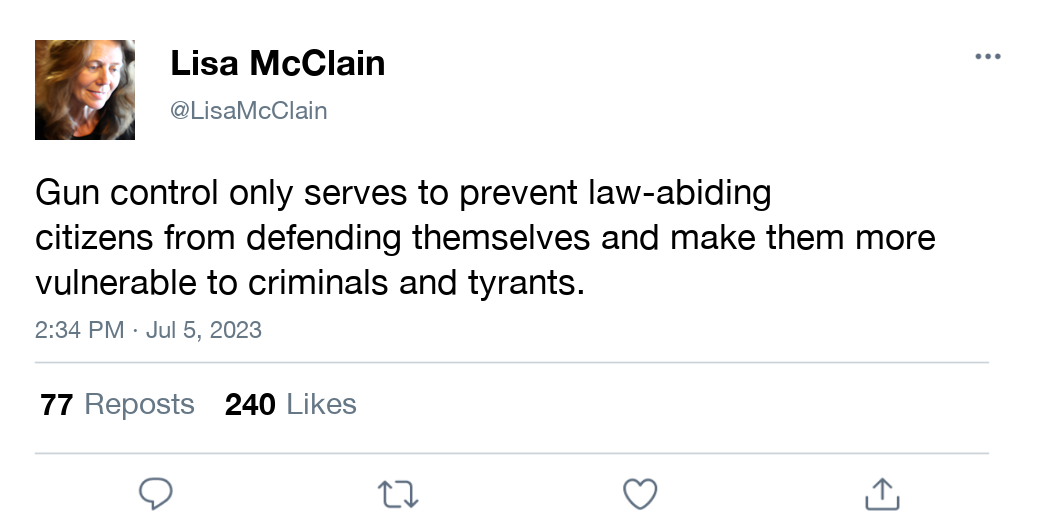 Lisa McClain
@LisaMcClain
Gun control only serves to prevent law-abiding
citizens from defending themselves and make them more
vulnerable to criminals and tyrants.
2:34 PM · Jul 5, 2023
77 Reposts 240 Likes